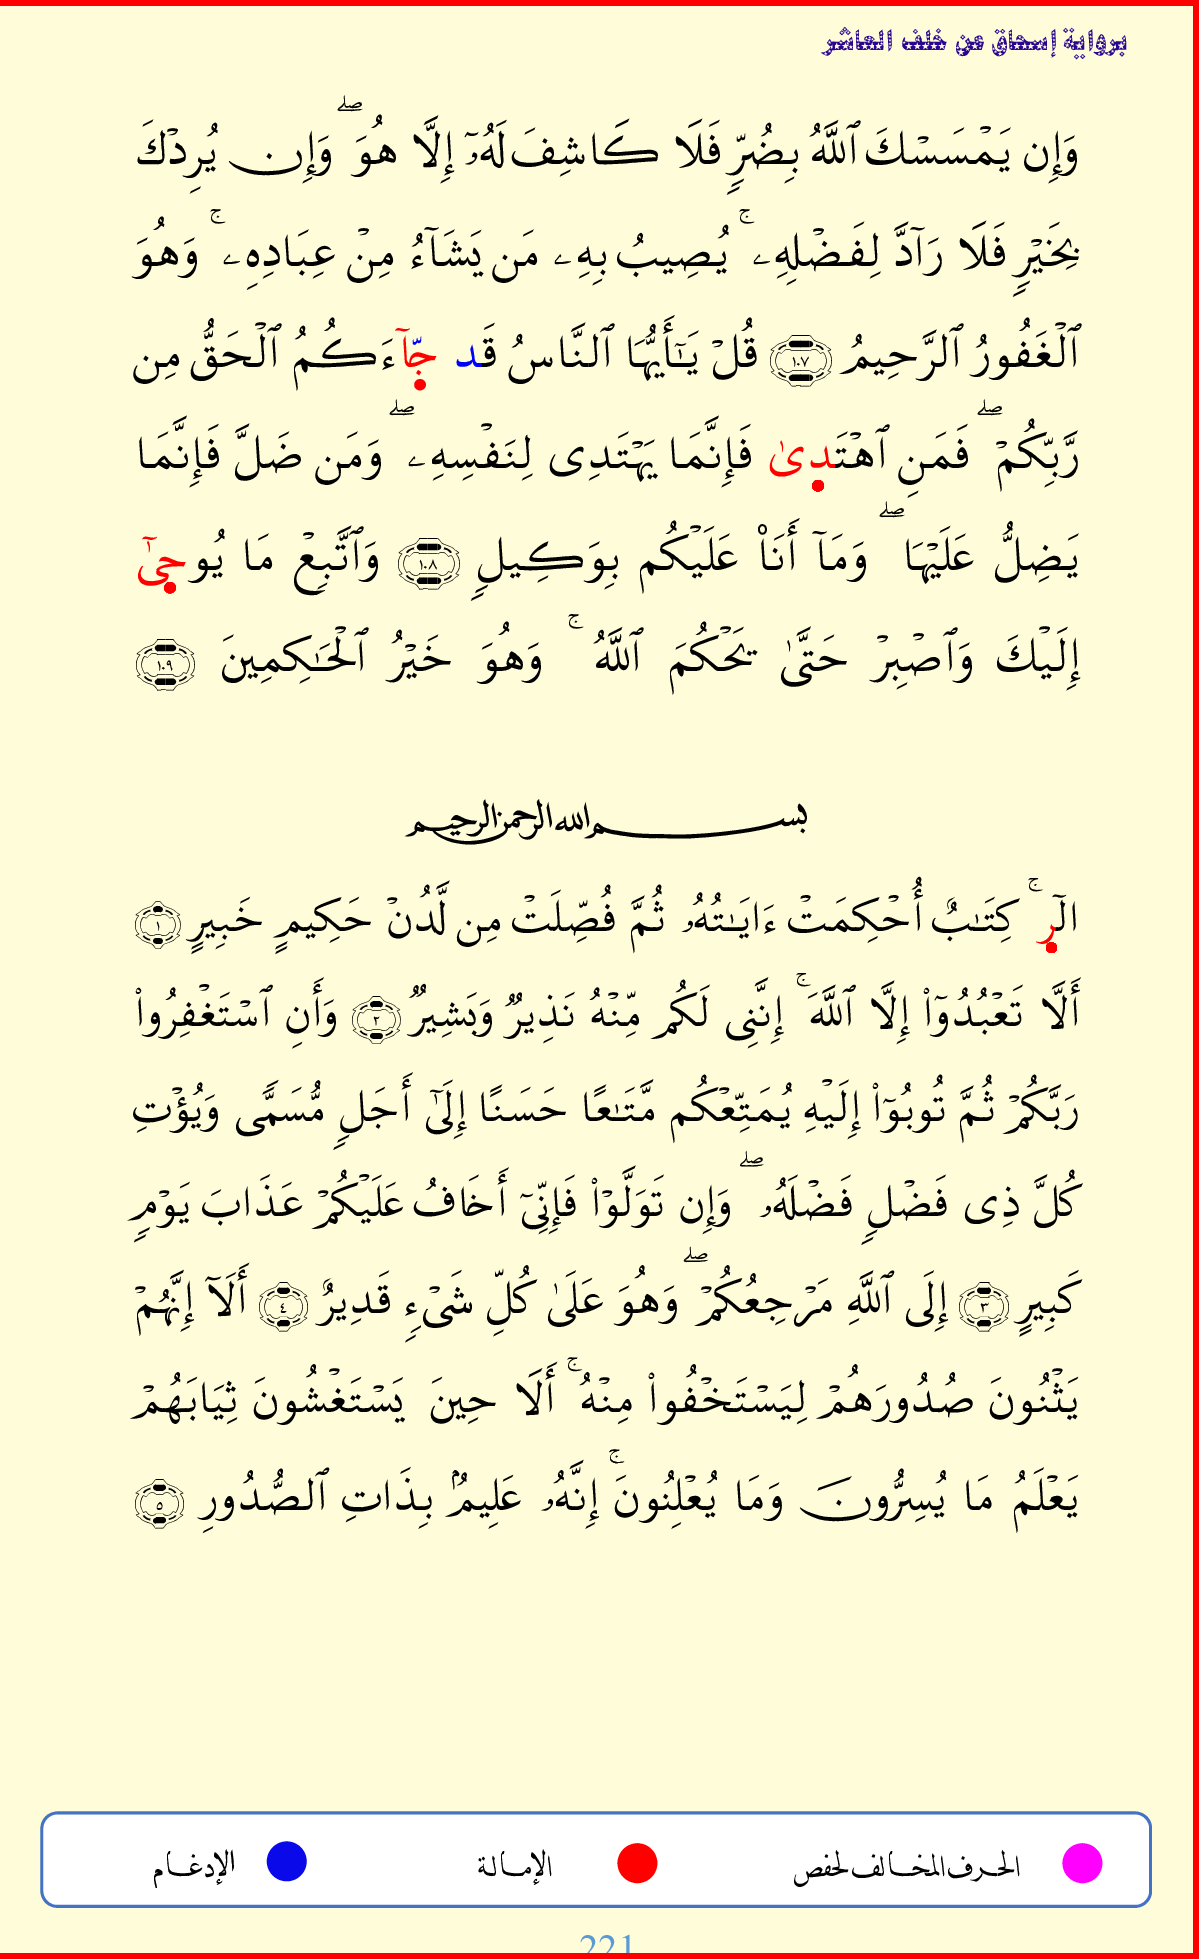 برواية إسحاق عن خلف العاشر
وَإِن يَمْسَسْكَ ٱللَّهُ بِضُرٍّ فَلَا كَاشِفَ لَهُۥٓ إِلَّا هُوَ ۖ وَإِن يُرِدْكَ
بِخَيْرٍ فَلَا رَآدَّ لِفَضْلِهِۦ ۚ يُصِيبُ بِهِۦ مَن يَشَآءُ مِنْ عِبَادِهِۦ ۚ وَهُوَ
ٱلْغَفُورُ ٱلرَّحِيمُ ١٠٧ قُلْ يَـٰٓأَيُّهَا ٱلنَّاسُ قَد جَّآءَكُمُ ٱلْحَقُّ مِن
رَّبِّكُمْ ۖ فَمَنِ ٱهْتَدِىٰ فَإِنَّمَا يَهْتَدِى لِنَفْسِهِۦ ۖ وَمَن ضَلَّ فَإِنَّمَا
يَضِلُّ عَلَيْهَا ۖ وَمَآ أَنَا۠ عَلَيْكُم بِوَكِيلٍ ١٠٨ وَٱتَّبِعْ مَا يُوحِىٰٓ
إِلَيْكَ وَٱصْبِرْ حَتَّىٰ يَحْكُمَ ٱللَّهُ ۚ وَهُوَ خَيْرُ ٱلْحَـٰكِمِينَ ١٠٩
بسم الله الرحمن الرحيم
الٓرِ ۚ كِتَـٰبٌ أُحْكِمَتْ ءَايَـٰتُهُۥ ثُمَّ فُصِّلَتْ مِن لَّدُنْ حَكِيمٍ خَبِيرٍ ١
أَلَّا تَعْبُدُوٓا۟ إِلَّا ٱللَّهَ ۚ إِنَّنِى لَكُم مِّنْهُ نَذِيرٌ وَبَشِيرٌ ٢ وَأَنِ ٱسْتَغْفِرُوا۟
رَبَّكُمْ ثُمَّ تُوبُوٓا۟ إِلَيْهِ يُمَتِّعْكُم مَّتَـٰعًا حَسَنًا إِلَىٰٓ أَجَلٍ مُّسَمًّى وَيُؤْتِ
كُلَّ ذِى فَضْلٍ فَضْلَهُۥ ۖ وَإِن تَوَلَّوْا۟ فَإِنِّىٓ أَخَافُ عَلَيْكُمْ عَذَابَ يَوْمٍ
كَبِيرٍ ٣ إِلَى ٱللَّهِ مَرْجِعُكُمْ ۖ وَهُوَ عَلَىٰ كُلِّ شَىْءٍ قَدِيرٌ ٤ أَلَآ إِنَّهُمْ
يَثْنُونَ صُدُورَهُمْ لِيَسْتَخْفُوا۟ مِنْهُ ۚ أَلَا حِينَ يَسْتَغْشُونَ ثِيَابَهُمْ
يَعْلَمُ مَا يُسِرُّونَ وَمَا يُعْلِنُونَ ۚ إِنَّهُۥ عَلِيمٌۢ بِذَاتِ ٱلصُّدُورِ ٥
الحرف المخالف لحفص الإمالة الإدغام
221